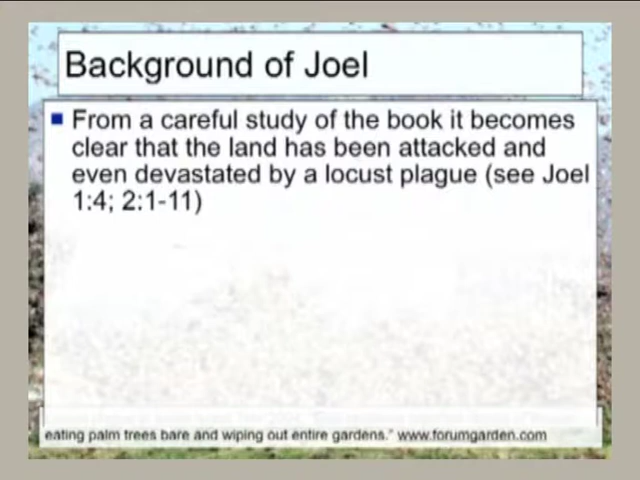 Background of Joel
From a careful study of the book it becomes
clear that the land has been attacked and
even devastated by a locust plague (see Joel
1:4; 2:1-11)
eating palm trees bare and wiping out entire gardens." www.forumgarden.com